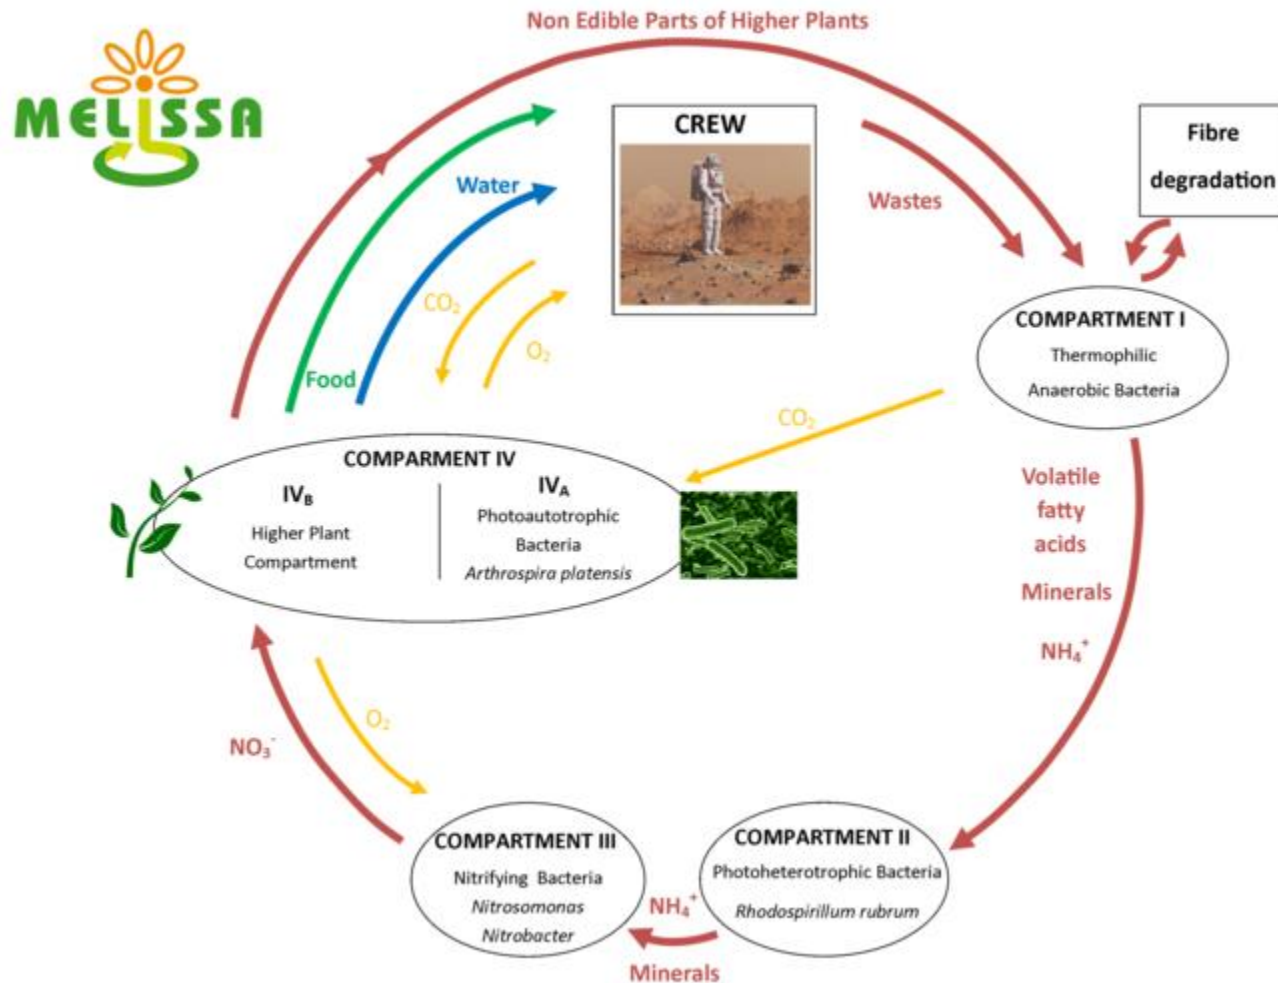 Non Edible Parts of Higher Plants
MELISSA
CREW
Fibre
degradation
Water
Wastes
CO₂
O₂
Food
COMPARTMENT I
Thermophilic
Anaerobic Bacteria
CO₂
COMPARMENT IV
IV_B
Higher Plant
Compartment
IV_A
Photoautotrophic
Bacteria
Arthrospira platensis
Volatile
fatty
acids
Minerals
NH₄⁺
O₂
NO₃⁻
COMPARTMENT III
Nitrifying Bacteria
Nitrosomonas
Nitrobacter
COMPARTMENT II
Photoheterotrophic Bacteria
Rhodospirillum rubrum
NH₄⁺
Minerals